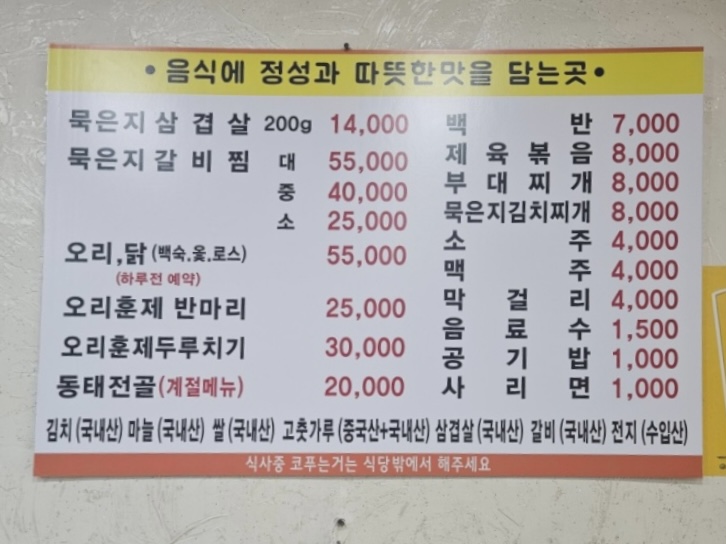 •음식에 정성과 따뜻한맛을 담는곳•
묵은지삼겹살 200g 14,000
묵은지갈비찜 대 55,000
중 40,000
소 25,000
오리,닭(백숙.옻.로스) 55,000
(하루전 예약)
오리훈제 반마리 25,000
오리훈제두루치기 30,000
동태전골(계절메뉴) 20,000
백반 7,000
제육볶음 8,000
부대찌개 8,000
묵은지김치찌개 8,000
소주 4,000
맥주 4,000
막걸리 4,000
음료수 1,500
공기밥 1,000
사리면 1,000
김치(국내산) 마늘(국내산) 쌀(국내산) 고춧가루(중국산+국내산) 삼겹살(국내산) 갈비(국내산) 전지(수입산)
식사중 코푸는거는 식당밖에서 해주세요